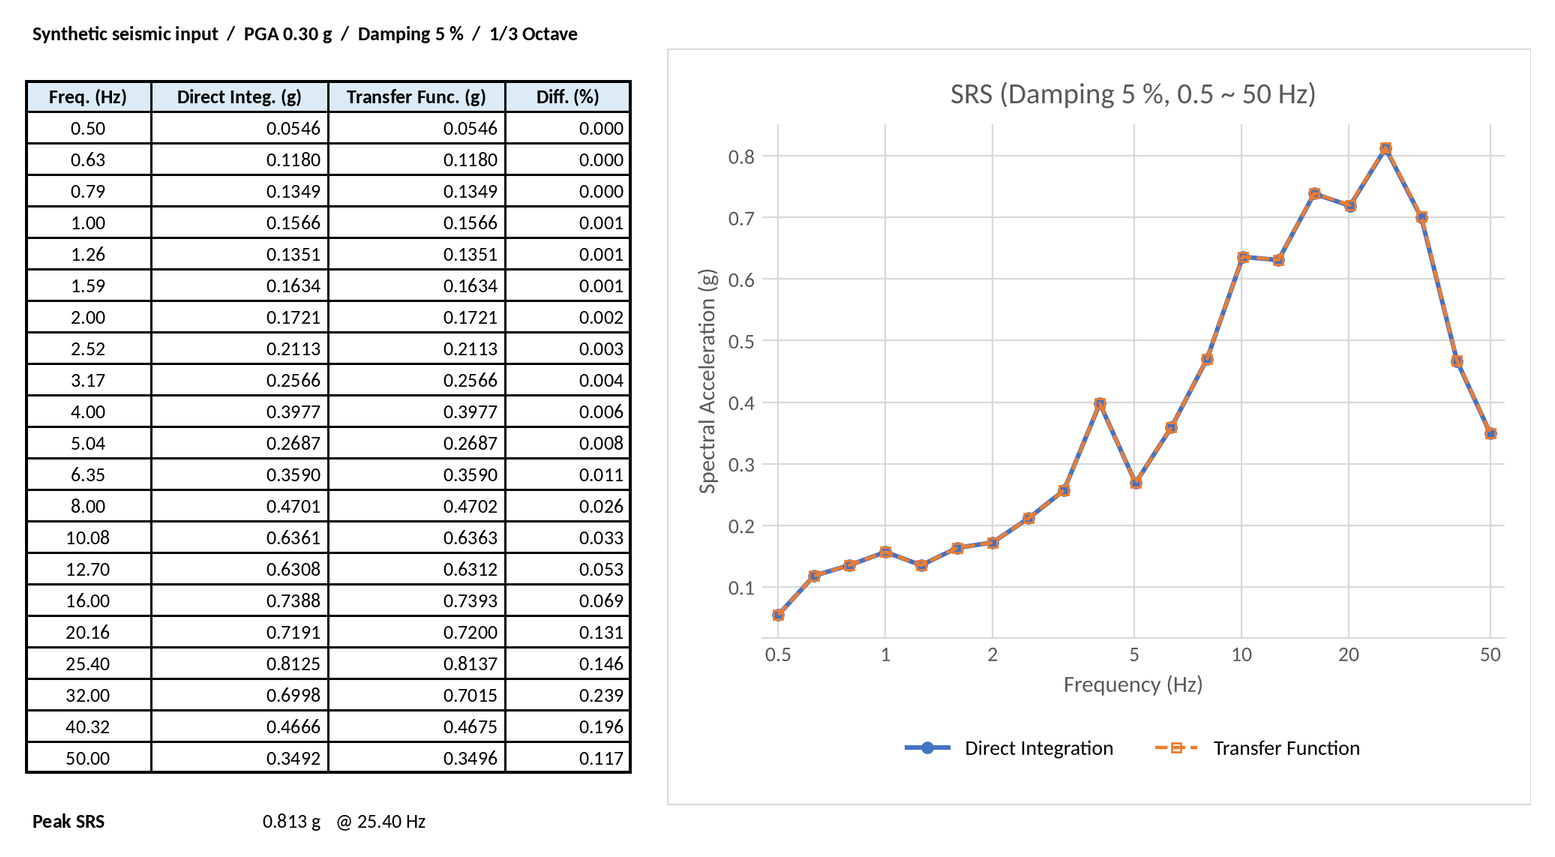 Synthetic seismic input / PGA 0.30 g / Damping 5 % / 1/3 Octave
Freq. (Hz) Direct Integ. (g) Transfer Func. (g) Diff. (%)
0.50 0.0546 0.0546 0.000
0.63 0.1180 0.1180 0.000
0.79 0.1349 0.1349 0.000
1.00 0.1566 0.1566 0.001
1.26 0.1351 0.1351 0.001
1.59 0.1634 0.1634 0.001
2.00 0.1721 0.1721 0.002
2.52 0.2113 0.2113 0.003
3.17 0.2566 0.2566 0.004
4.00 0.3977 0.3977 0.006
5.04 0.2687 0.2687 0.008
6.35 0.3590 0.3590 0.011
8.00 0.4701 0.4702 0.026
10.08 0.6361 0.6363 0.033
12.70 0.6308 0.6312 0.053
16.00 0.7388 0.7393 0.069
20.16 0.7191 0.7200 0.131
25.40 0.8125 0.8137 0.146
32.00 0.6998 0.7015 0.239
40.32 0.4666 0.4675 0.196
50.00 0.3492 0.3496 0.117
Peak SRS 0.813 g @ 25.40 Hz
SRS (Damping 5 %, 0.5 ~ 50 Hz)
Spectral Acceleration (g)
0.8
0.7
0.6
0.5
0.4
0.3
0.2
0.1
0.5 1 2 5 10 20 50
Frequency (Hz)
Direct Integration Transfer Function